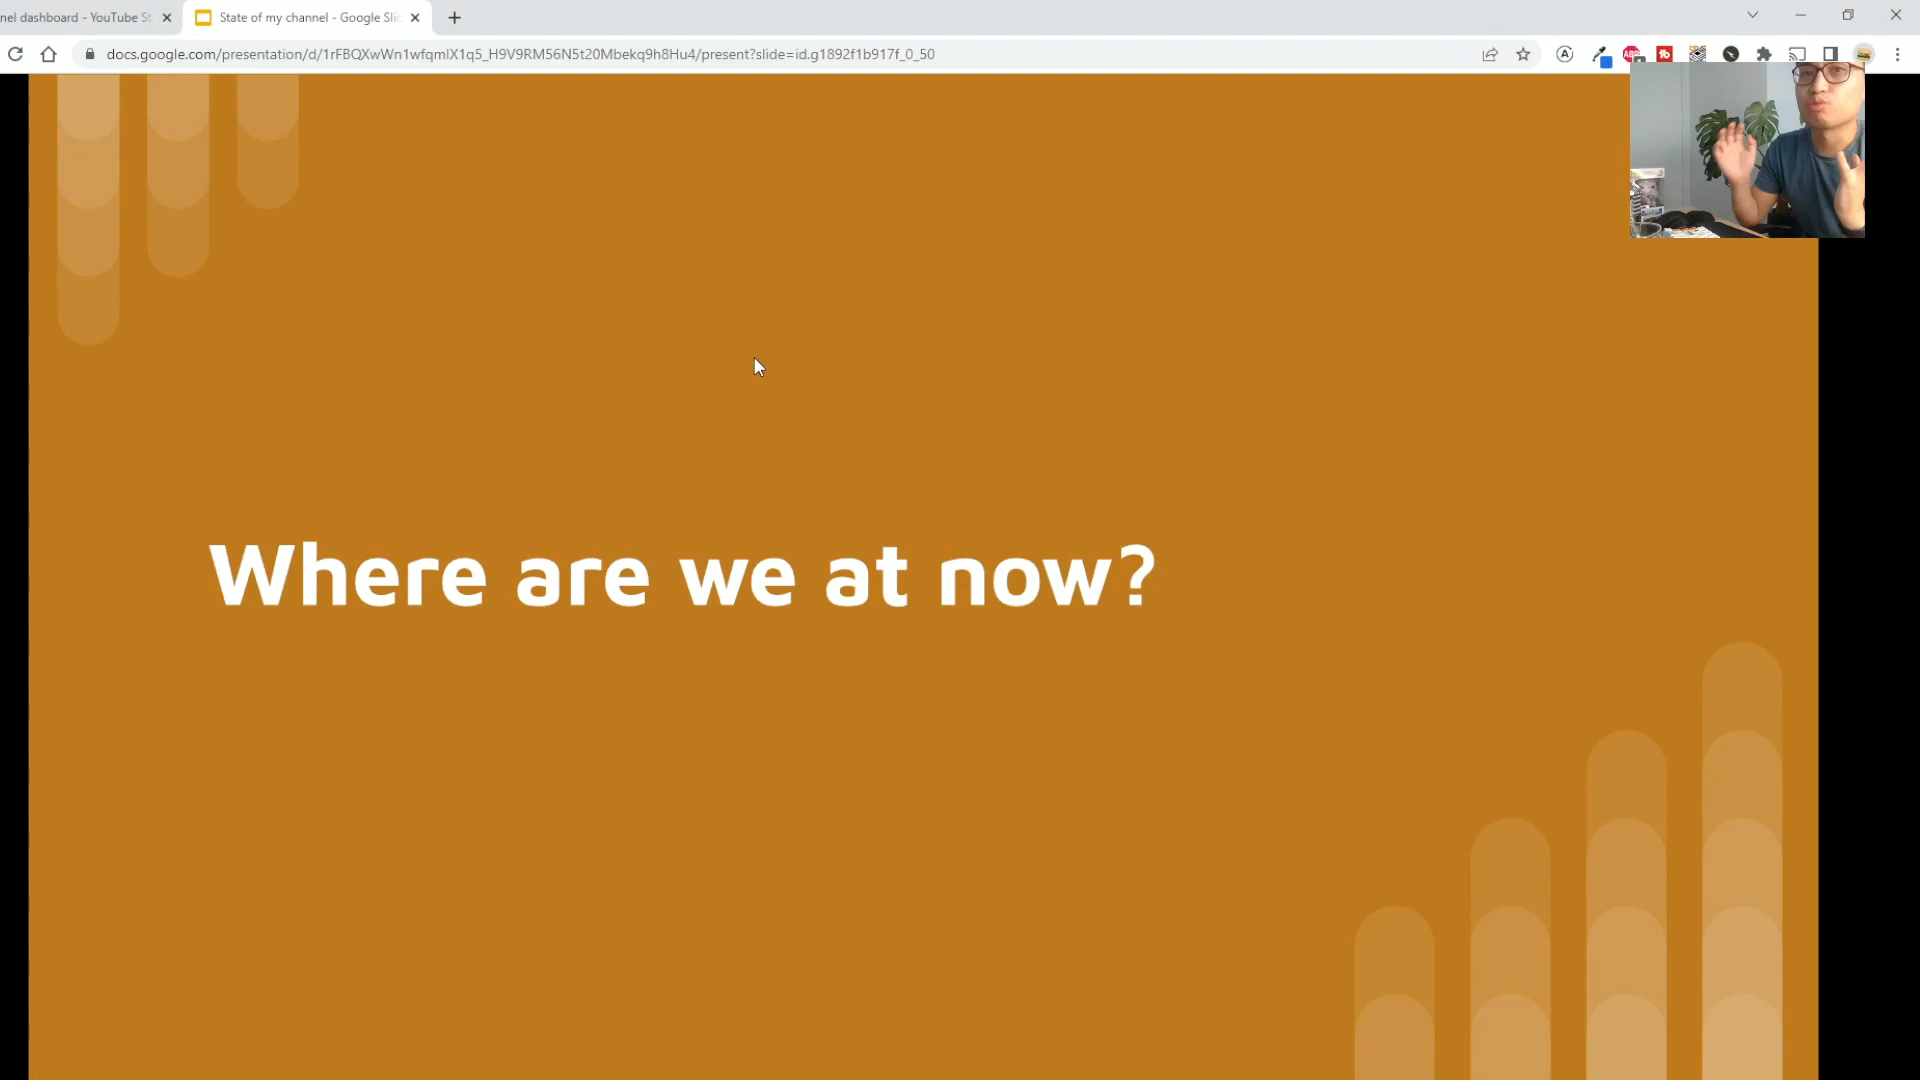 nel dashboard - YouTube St
State of my channel - Google Slic
docs.google.com/presentation/d/1rFBQXwWn1wfqmlX1q5_H9V9RM56N5t20Mbekq9h8Hu4/present?slide=id.g1892f1b917f_0_50
A
ABP
Where are we at now?